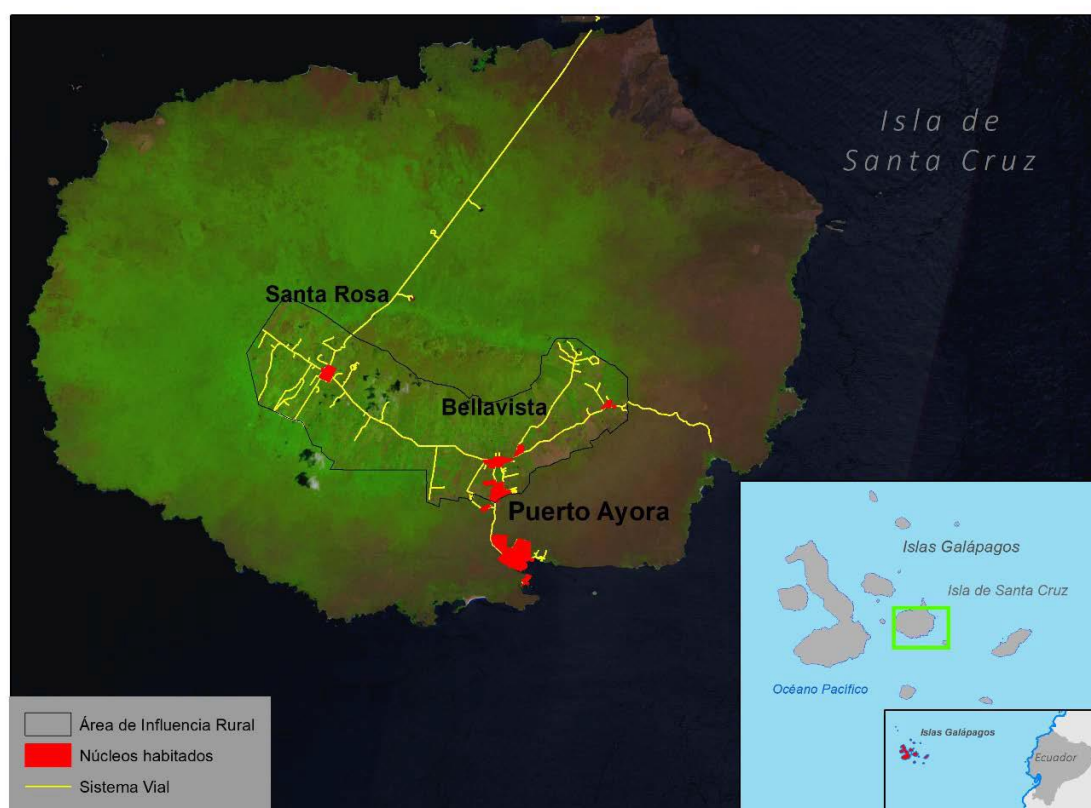 Isla de
Santa Cruz
Santa Rosa
Bellavista
Puerto Ayora
Islas Galápagos
Isla de Santa Cruz
Océano Pacífico
Islas Galápagos
Ecuador
Área de Influencia Rural
Núcleos habitados
Sistema Vial